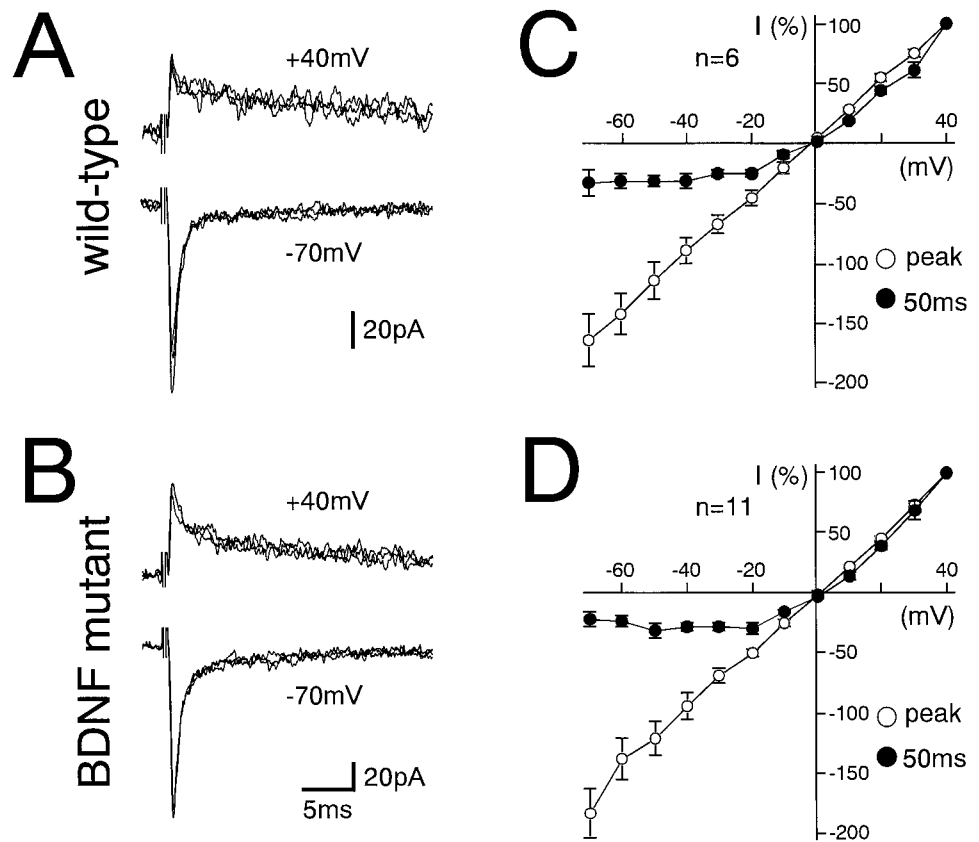 A
wild-type
+40mV
-70mV
20pA
B
BDNF mutant
+40mV
-70mV
20pA
5ms
C
I (%)
n=6
100
50
-60
-40
-20
40
(mV)
-50
-100
-150
-200
peak
50ms
D
I (%)
n=11
100
50
-60
-40
-20
40
(mV)
-50
-100
-150
-200
peak
50ms